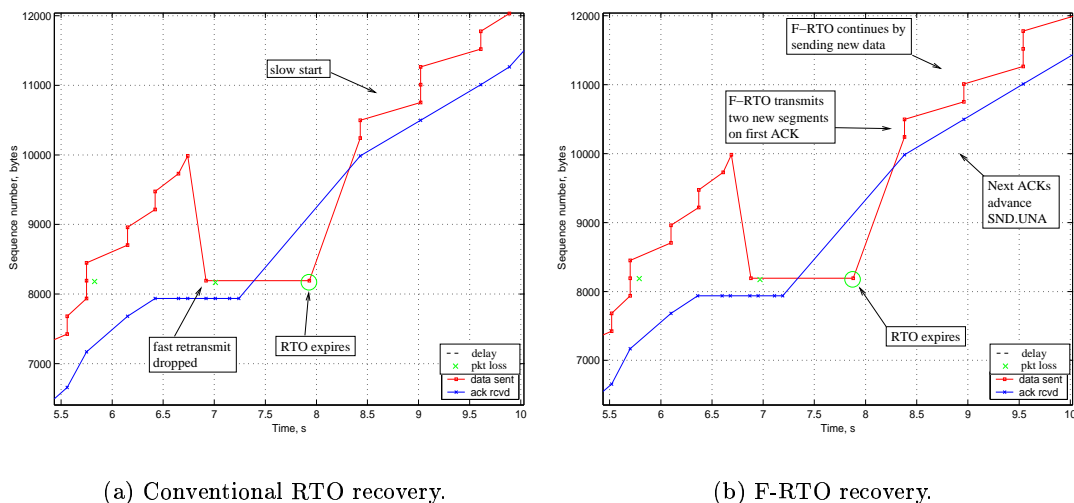 12000
11000
10000
9000
8000
7000
Sequence number, bytes
5.5 6 6.5 7 7.5 8 8.5 9 9.5 10
Time, s
slow start
fast retransmit
dropped
RTO expires
delay
pkt loss
data sent
ack rcvd
(a) Conventional RTO recovery.
12000
11000
10000
9000
8000
7000
Sequence number, bytes
5.5 6 6.5 7 7.5 8 8.5 9 9.5 10
Time, s
F−RTO continues by
sending new data
F−RTO transmits
two new segments
on first ACK
Next ACKs
advance
SND.UNA
RTO expires
delay
pkt loss
data sent
ack rcvd
(b) F-RTO recovery.